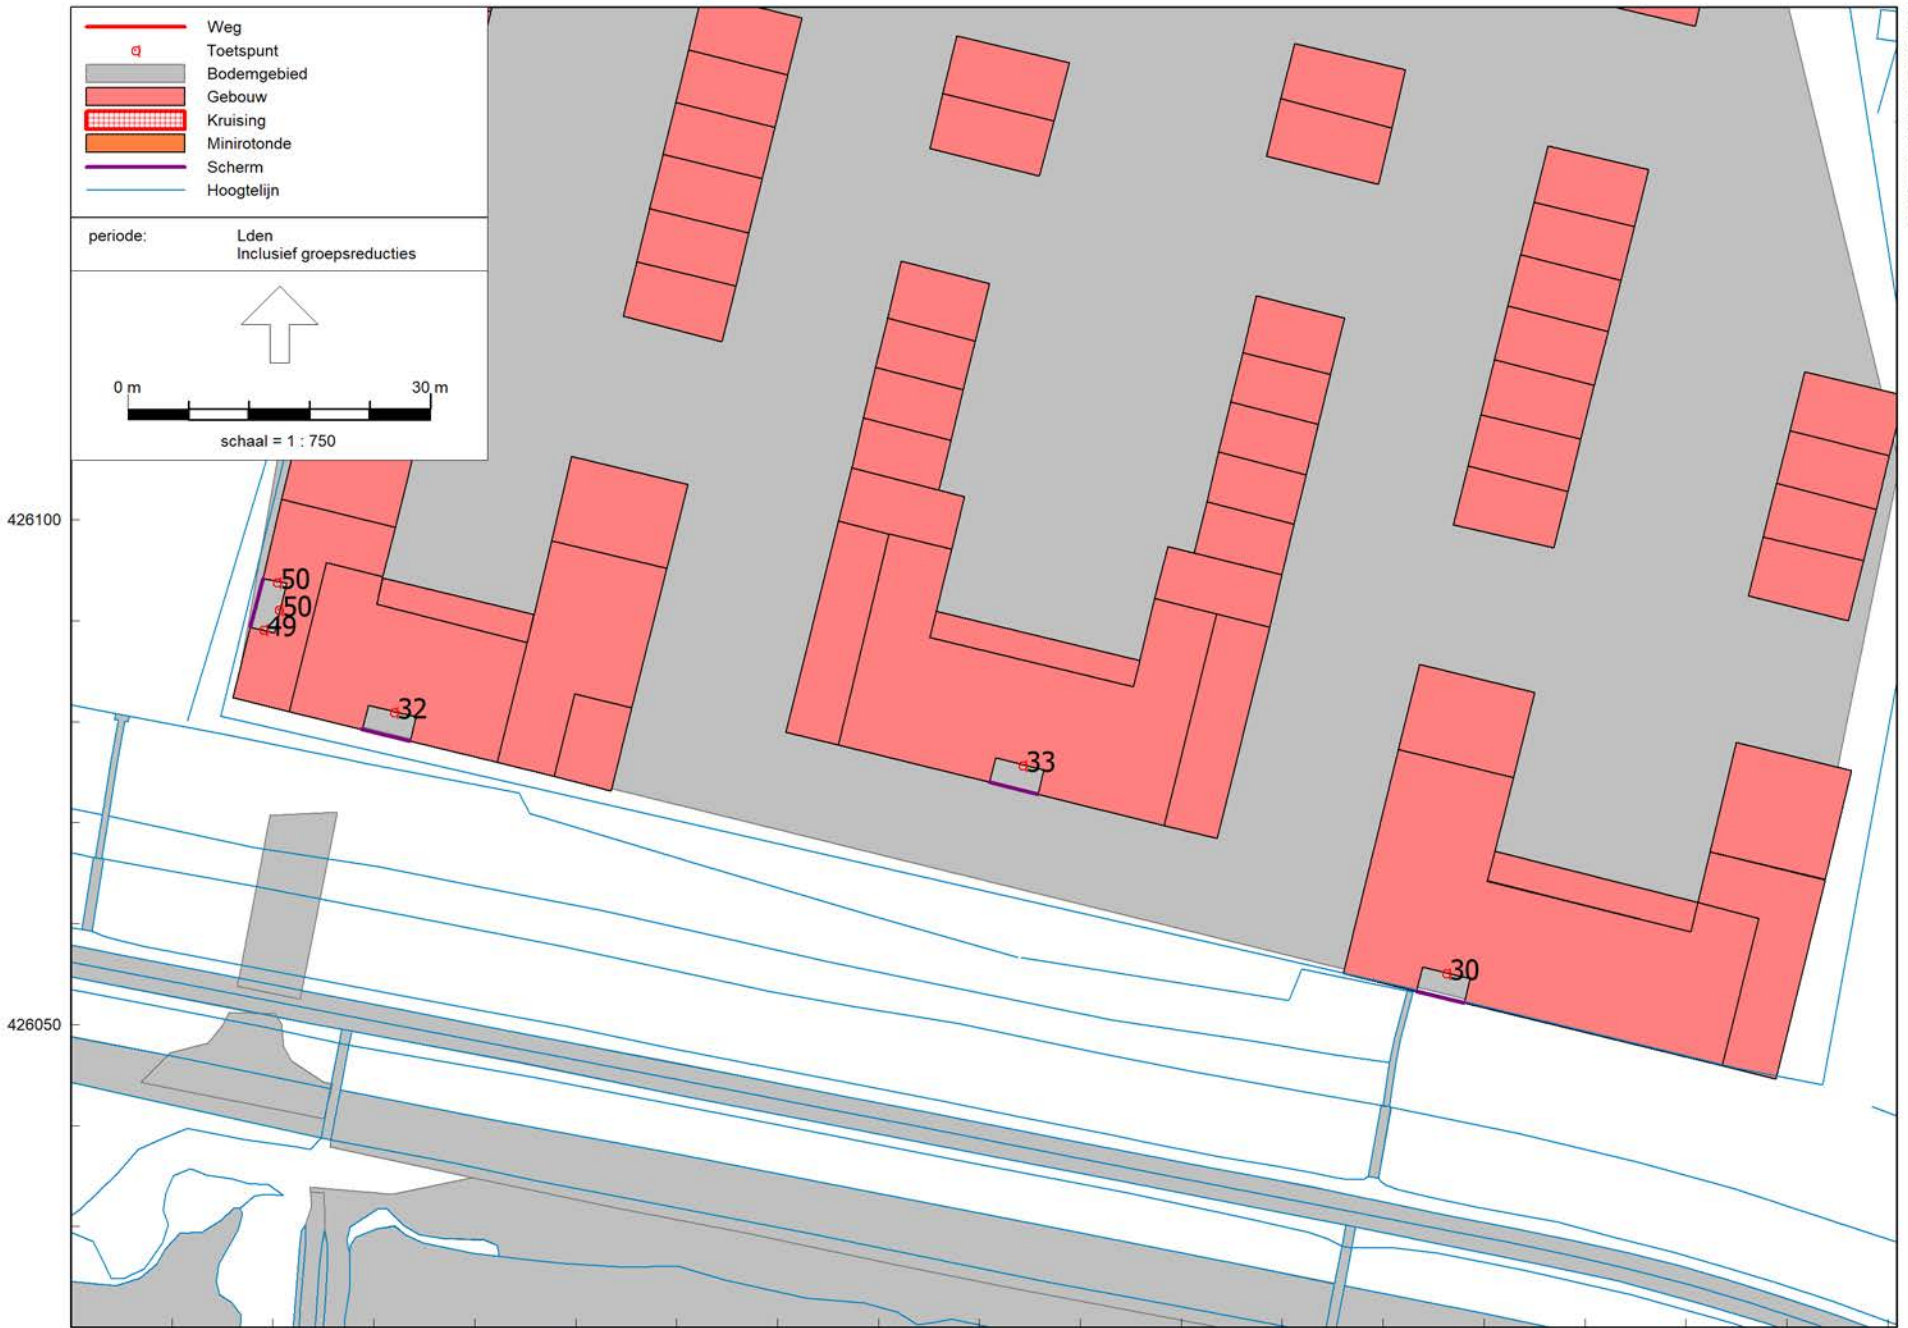 Weg
Toetspunt
Bodemgebied
Gebouw
Kruising
Minirotonde
Scherm
Hoogtelijn
periode: Lden
Inclusief groepsreducties
0 m 30 m
schaal = 1 : 750
426100
50
50
49
32
33
30
426050